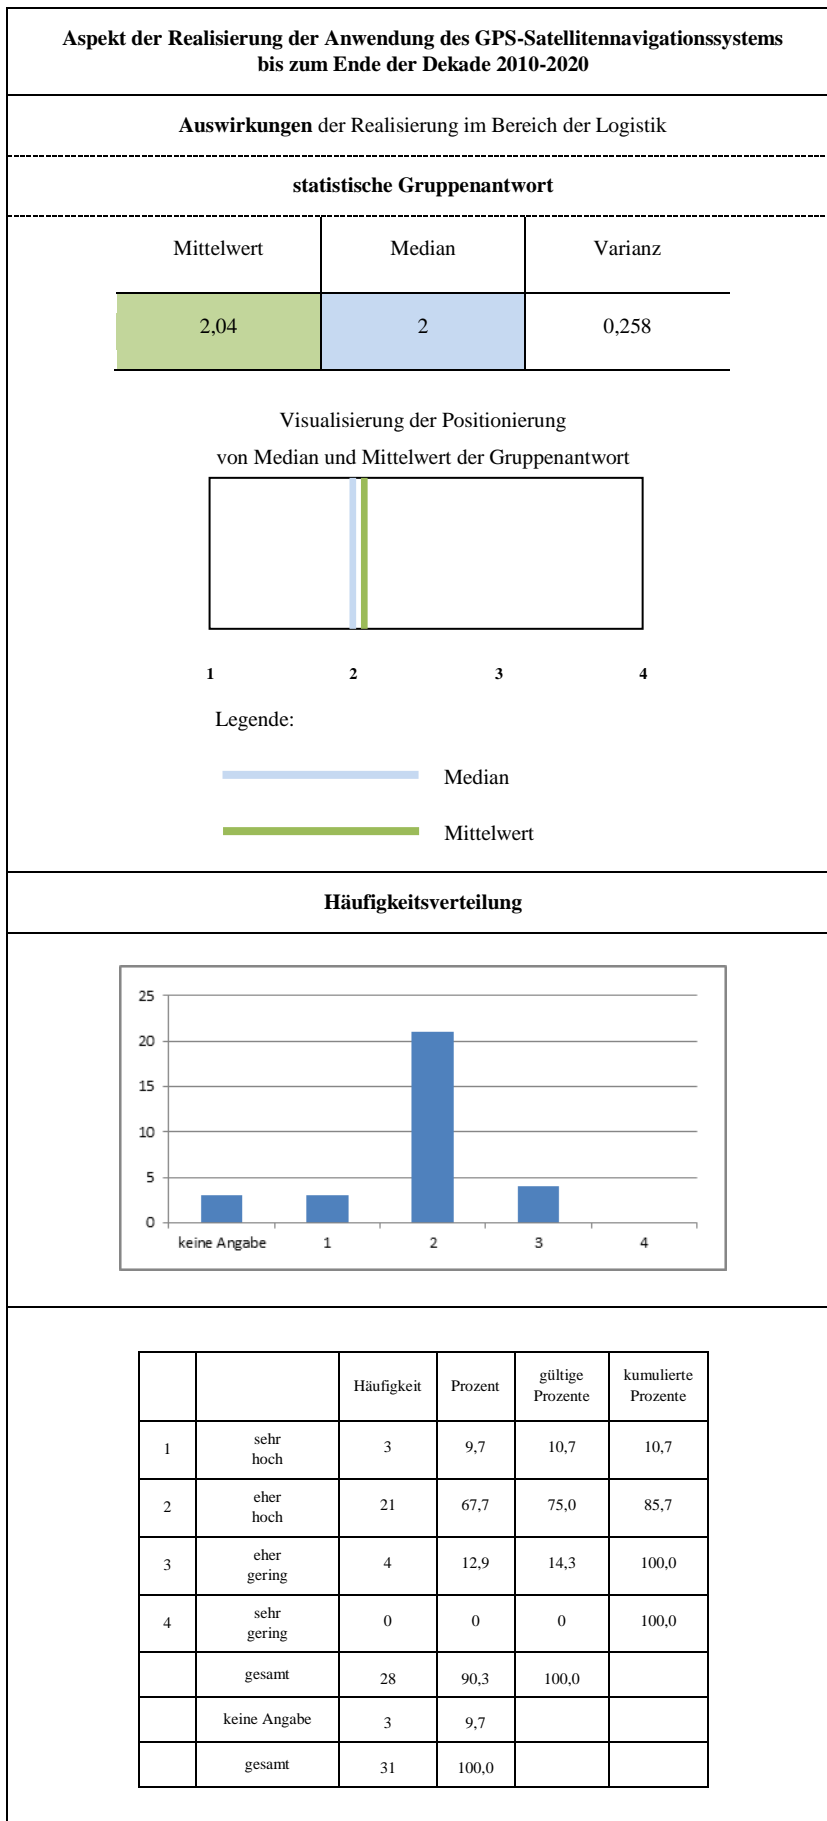 Aspekt der Realisierung der Anwendung des GPS-Satellitennavigationssystems
bis zum Ende der Dekade 2010-2020
Auswirkungen der Realisierung im Bereich der Logistik
statistische Gruppenantwort
Mittelwert Median Varianz
2,04 2 0,258
Visualisierung der Positionierung
von Median und Mittelwert der Gruppenantwort
1 2 3 4
Legende:
Median
Mittelwert
Häufigkeitsverteilung
25
20
15
10
5
0
keine Angabe 1 2 3 4
Häufigkeit Prozent gültige Prozente kumulierte Prozente
1 sehr hoch 3 9,7 10,7 10,7
2 eher hoch 21 67,7 75,0 85,7
3 eher gering 4 12,9 14,3 100,0
4 sehr gering 0 0 0 100,0
gesamt 28 90,3 100,0
keine Angabe 3 9,7
gesamt 31 100,0